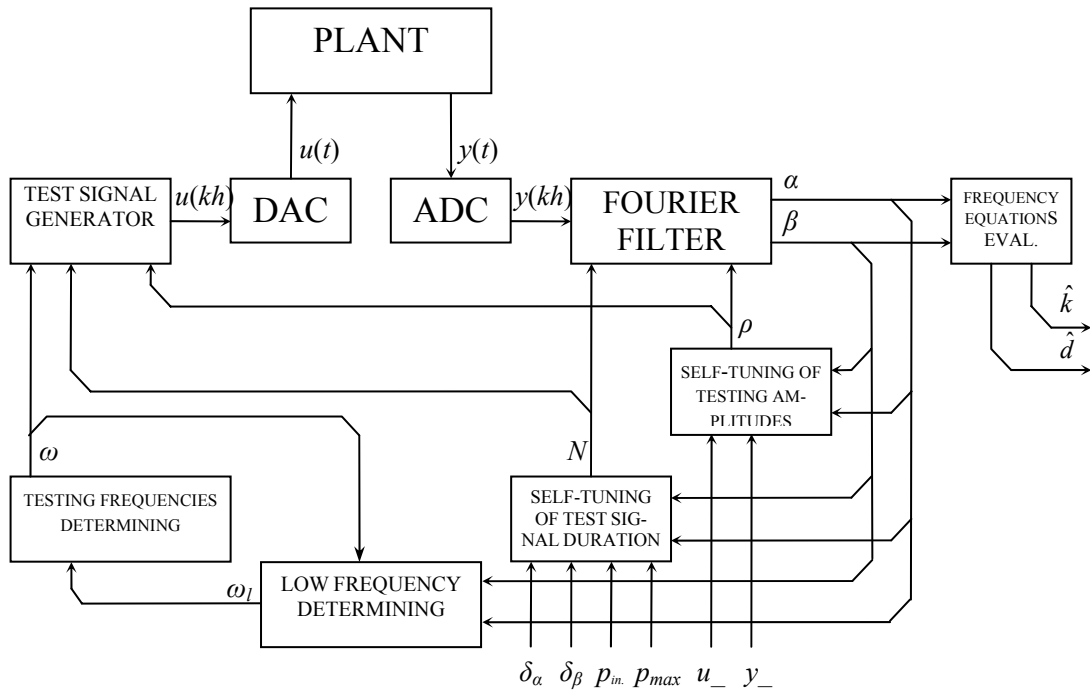 PLANT
u(t)
y(t)
TEST SIGNAL
GENERATOR
u(kh)
DAC
ADC
y(kh)
FOURIER
FILTER
α
β
FREQUENCY
EQUATIONS
EVAL.
k̂
d̂
ρ
SELF-TUNING OF
TESTING AM-
PLITUDES
ω
N
TESTING FREQUENCIES
DETERMINING
SELF-TUNING
OF TEST SIG-
NAL DURATION
ω_l
LOW FREQUENCY
DETERMINING
δ_α δ_β p_in. p_max u_ y_